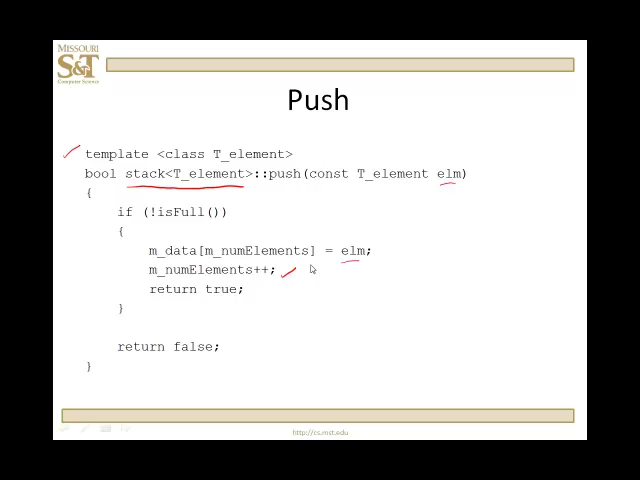 MISSOURI
S&T
Computer Science
Push
template <class T_element>
bool stack<T_element>::push(const T_element elm)
{
if (!isFull())
{
m_data[m_numElements] = elm;
m_numElements++;
return true;
}
return false;
}
http://cs.mst.edu